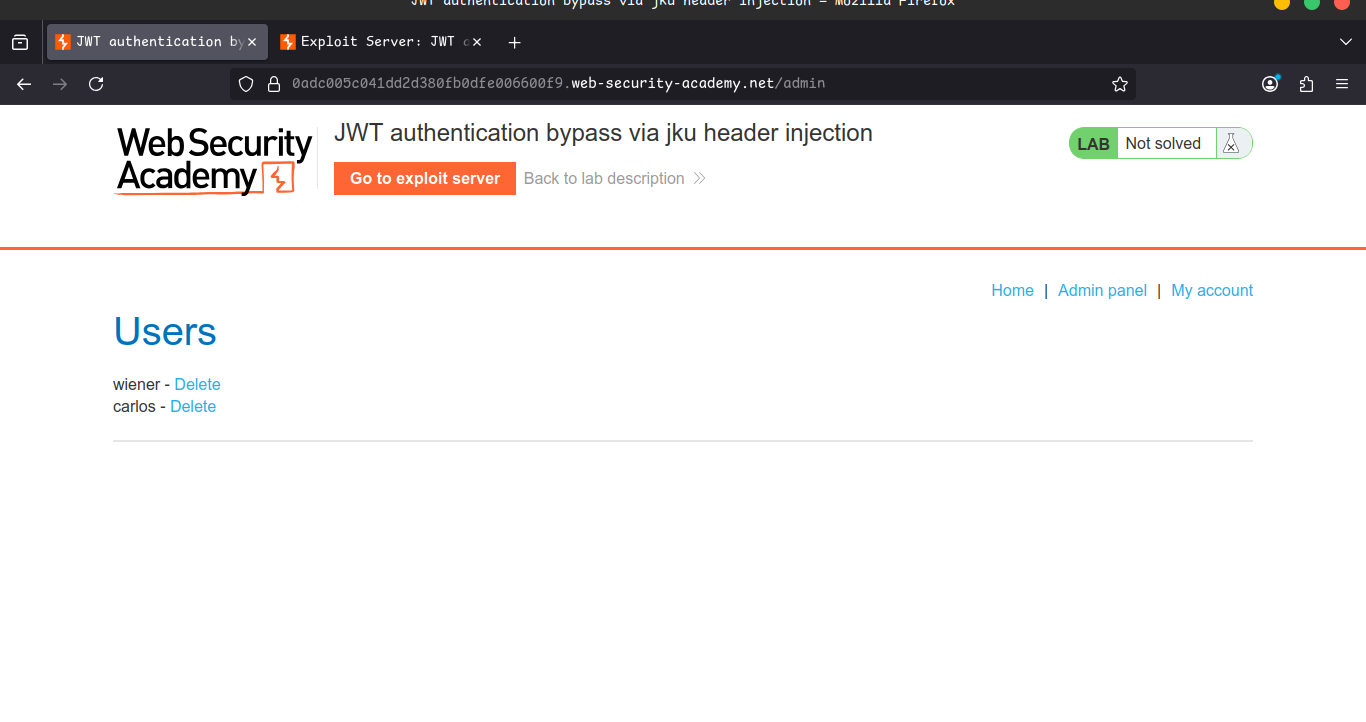 JWT authentication bypass via jku header injection — Mozilla Firefox
JWT authentication by
Exploit Server: JWT
0adc005c041dd2d380fb0dfe006600f9.web-security-academy.net/admin
Web Security
Academy
JWT authentication bypass via jku header injection
LAB Not solved
Go to exploit server Back to lab description
Home | Admin panel | My account
Users
wiener - Delete
carlos - Delete